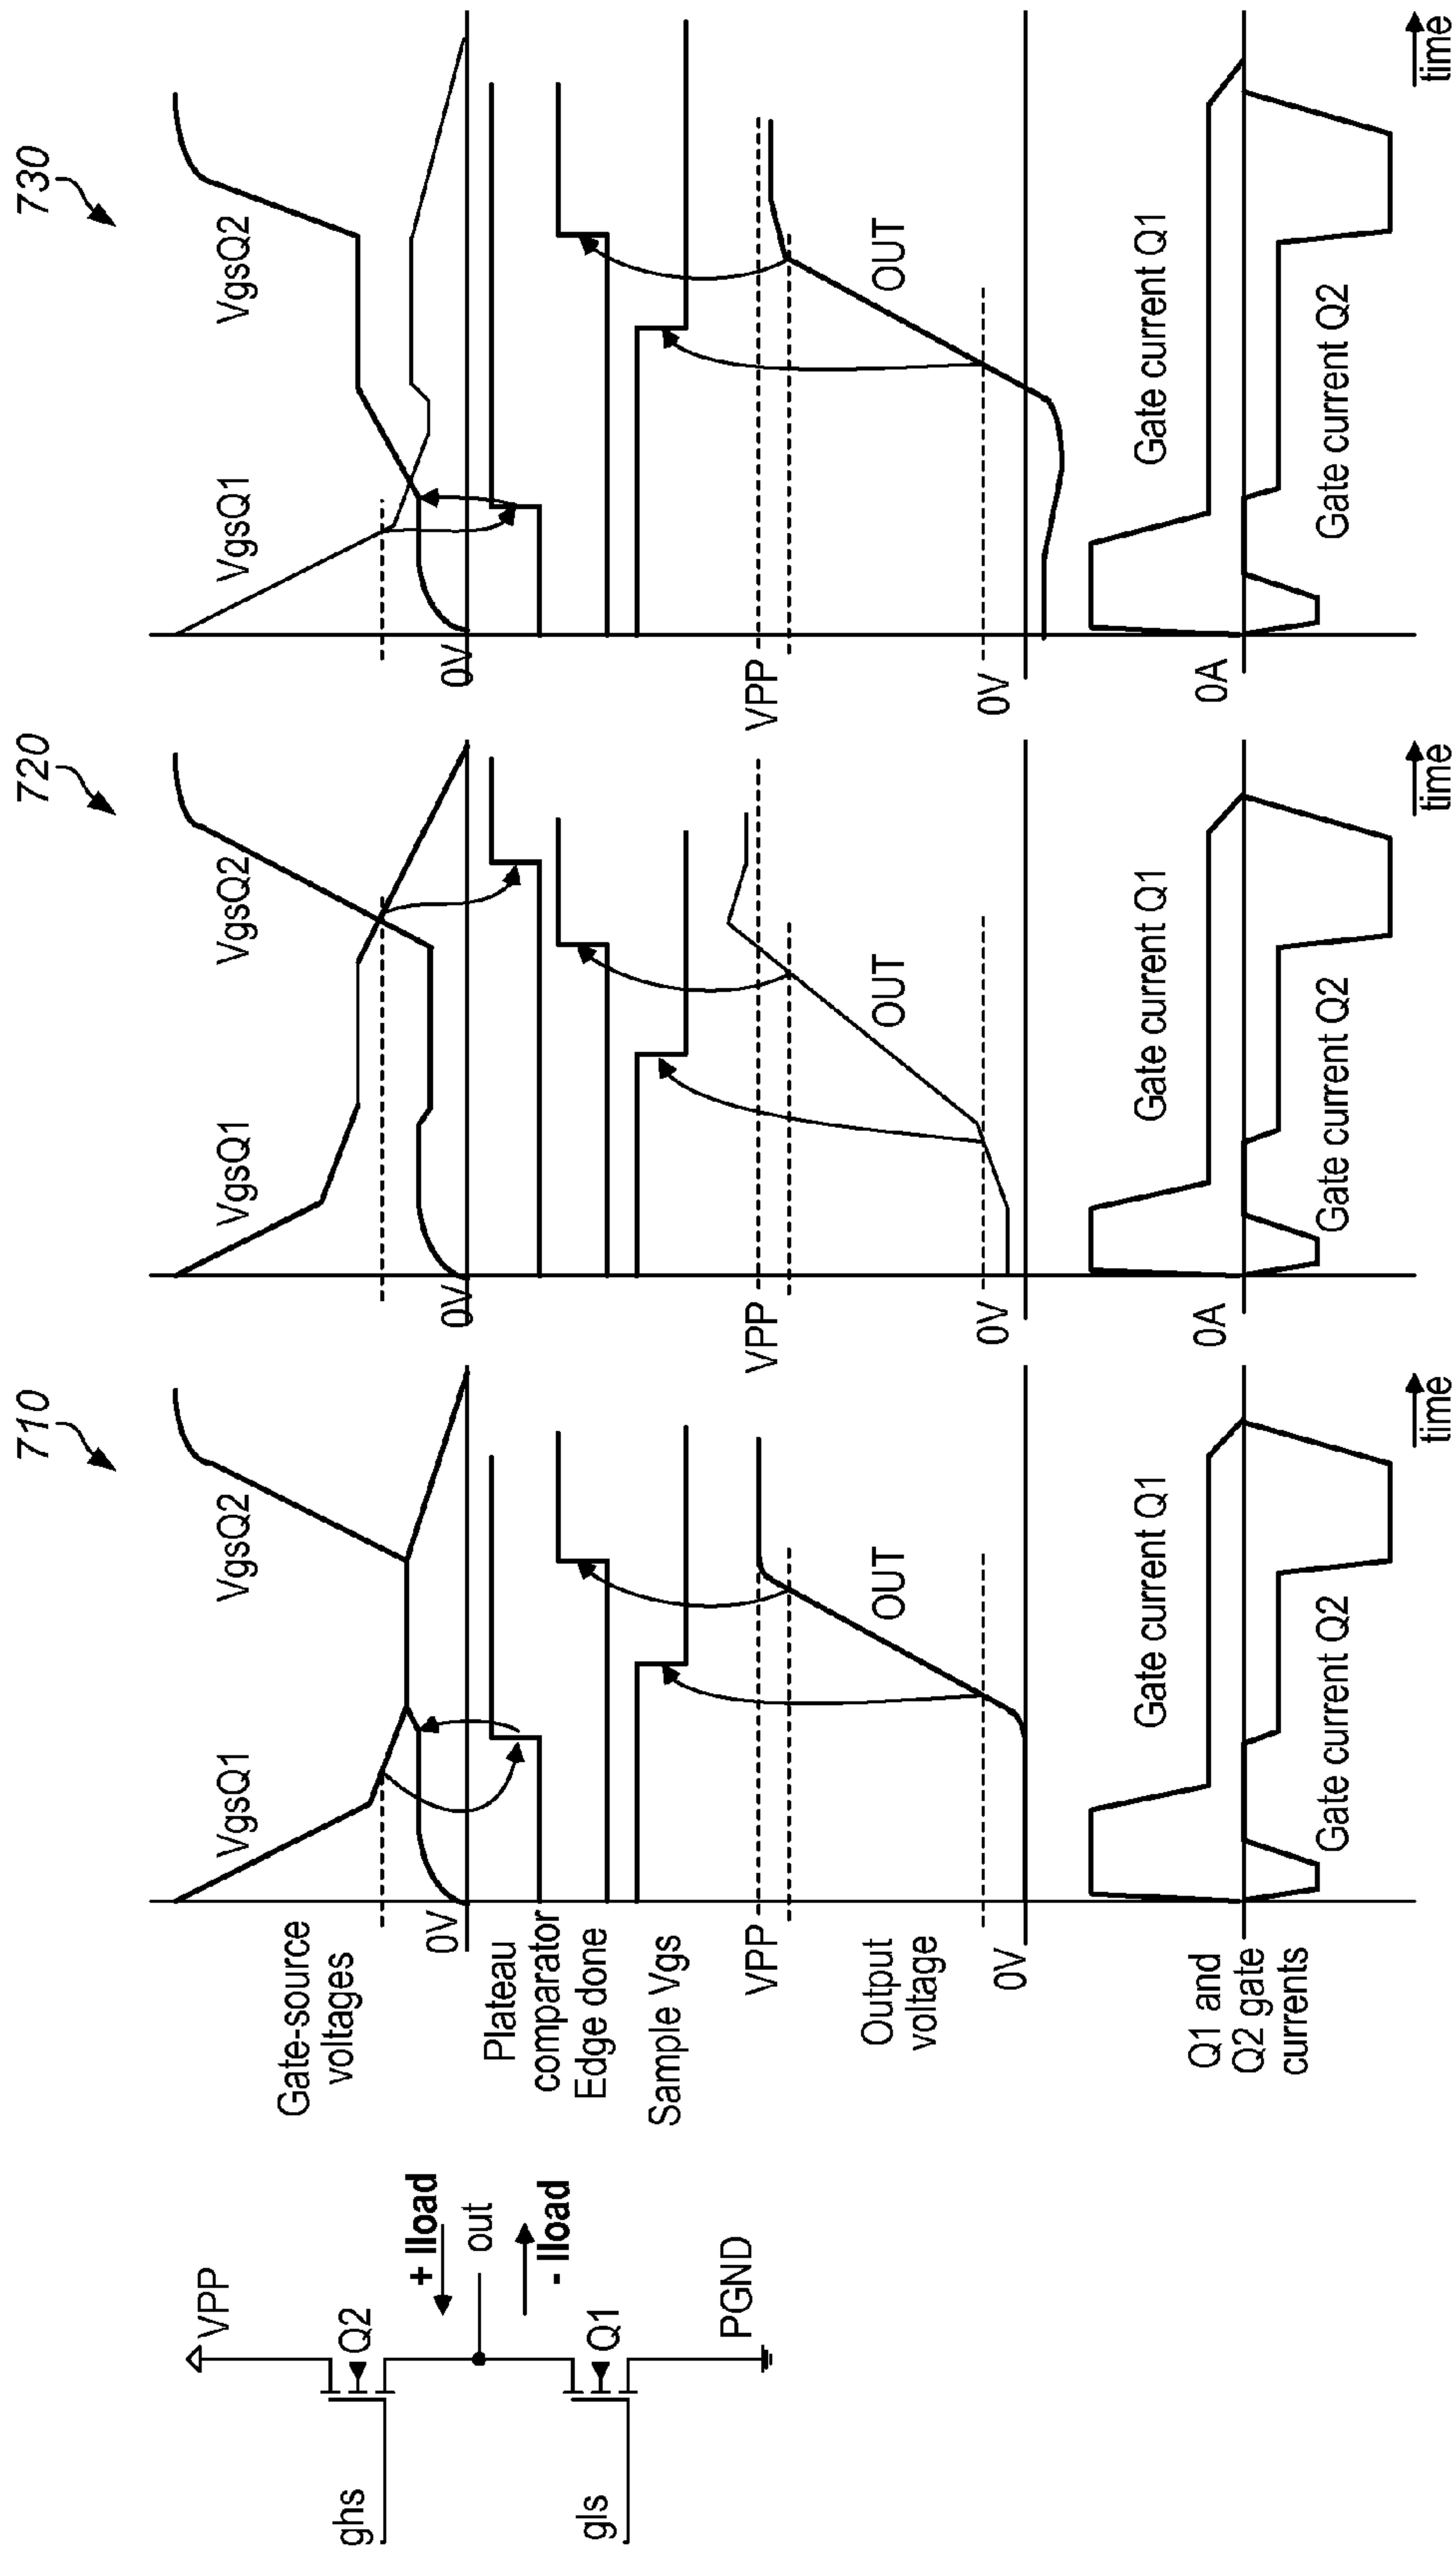 VPP
Q2
ghs
+ Iload
out
- Iload
Q1
gls
PGND
Gate-source
voltages
Plateau
comparator
Edge done
Sample Vgs
Output
voltage
Q1 and
Q2 gate
currents
710
VgsQ1
VgsQ2
0V
VPP
OUT
0V
Gate current Q1
Gate current Q2
time
720
VgsQ1
VgsQ2
0V
VPP
OUT
0V
0A
Gate current Q1
Gate current Q2
time
730
VgsQ1
VgsQ2
0V
VPP
OUT
0V
0A
Gate current Q1
Gate current Q2
time